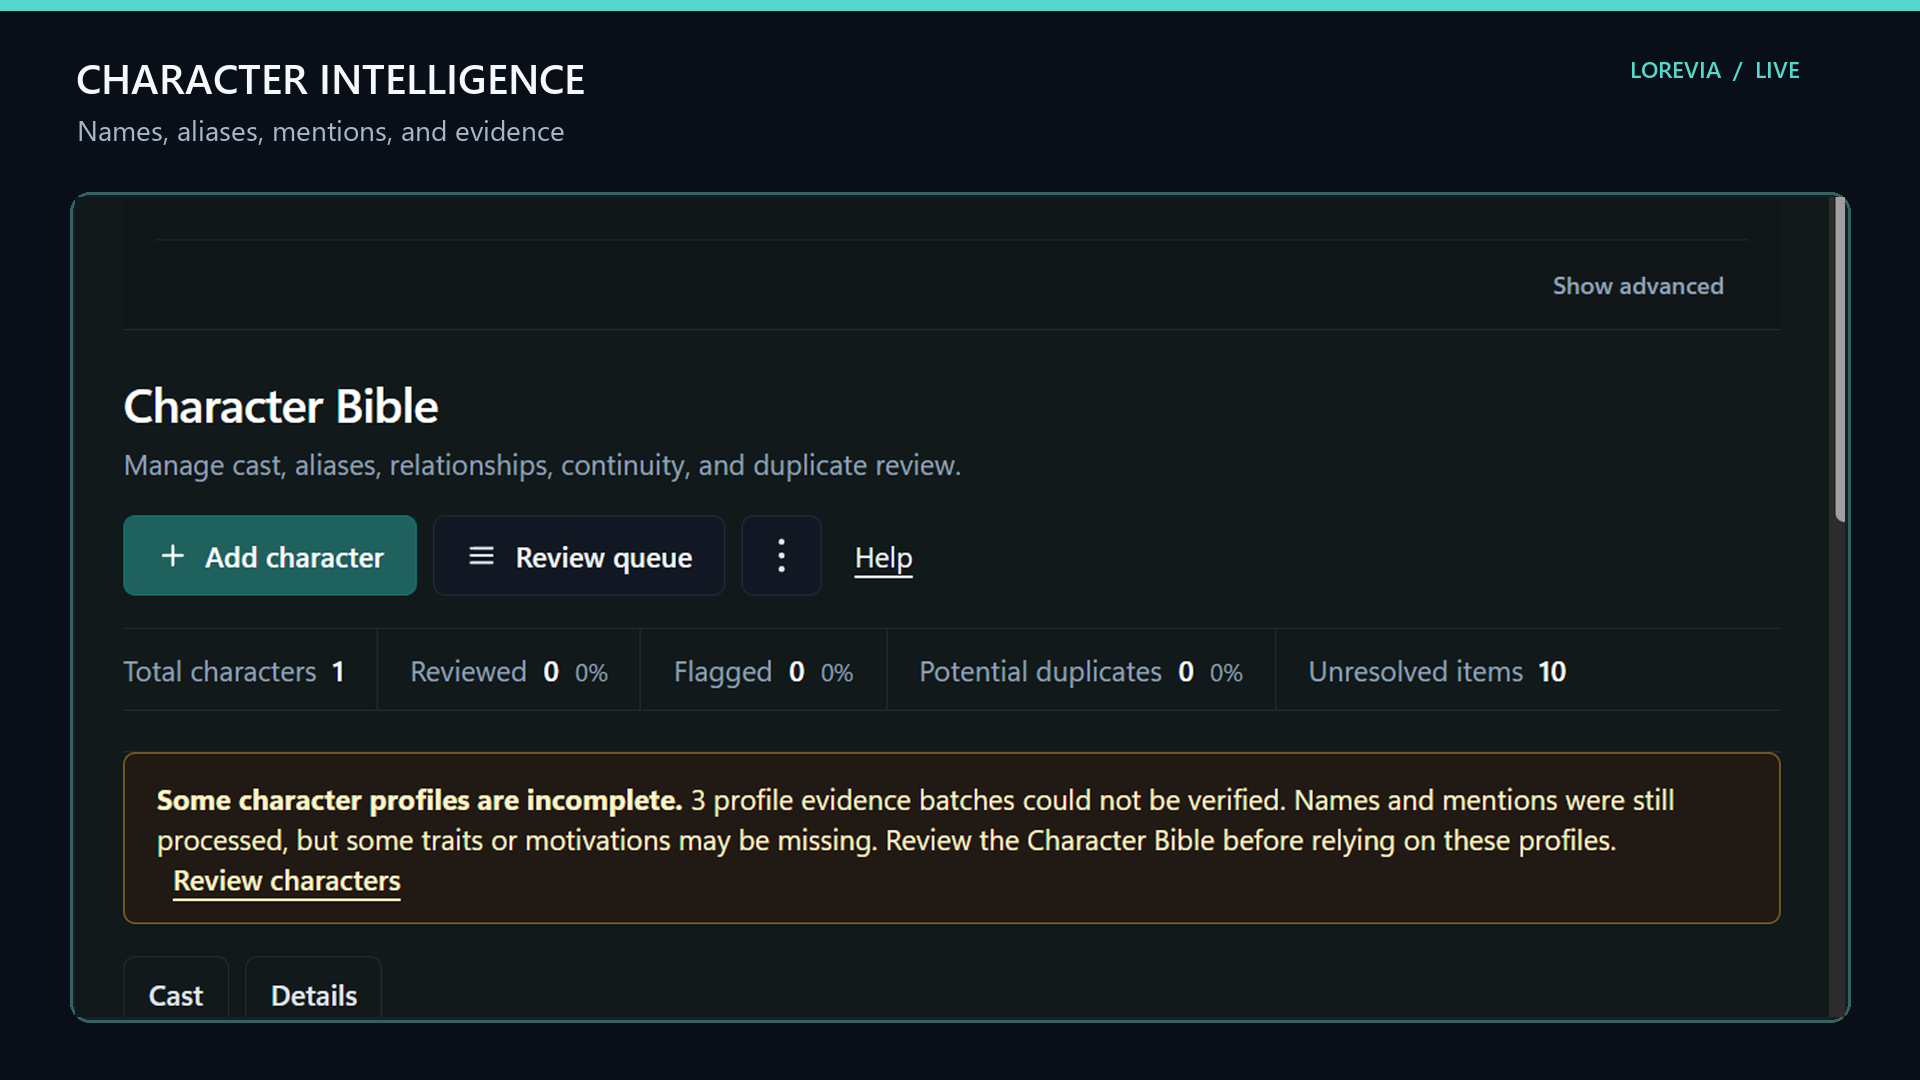 CHARACTER INTELLIGENCE
LOREVIA / LIVE
Names, aliases, mentions, and evidence
Show advanced
Character Bible
Manage cast, aliases, relationships, continuity, and duplicate review.
+ Add character
Review queue
Help
Total characters 1
Reviewed 0 0%
Flagged 0 0%
Potential duplicates 0 0%
Unresolved items 10
Some character profiles are incomplete. 3 profile evidence batches could not be verified. Names and mentions were still
processed, but some traits or motivations may be missing. Review the Character Bible before relying on these profiles.
Review characters
Cast
Details